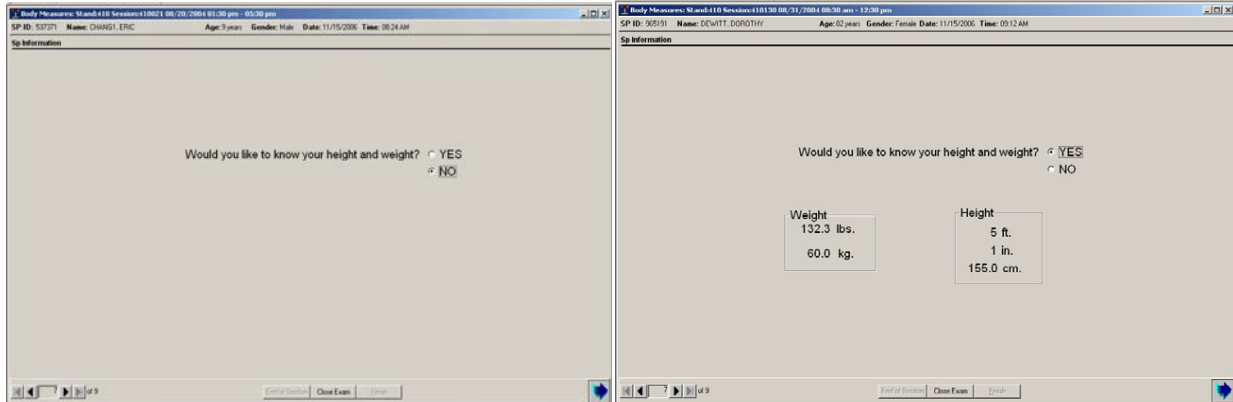 Body Measures: Stand:410 Session:410021 08/20/2004 01:30 pm - 05:30 pm
SP ID: 537371 Name: CHANG1, ERIC Age: 9 years Gender: Male Date: 11/15/2006 Time: 08:24 AM
Sp Information
Would you like to know your height and weight? YES
NO
7 of 9
End of Section Close Exam Finish
Body Measures: Stand:410 Session:410130 08/31/2004 08:30 am - 12:30 pm
SP ID: 965191 Name: DEWITT, DOROTHY Age: 82 years Gender: Female Date: 11/15/2006 Time: 09:12 AM
Sp Information
Would you like to know your height and weight? YES
NO
Weight
132.3 lbs.
60.0 kg.
Height
5 ft.
1 in.
155.0 cm.
7 of 9
End of Section Close Exam Finish